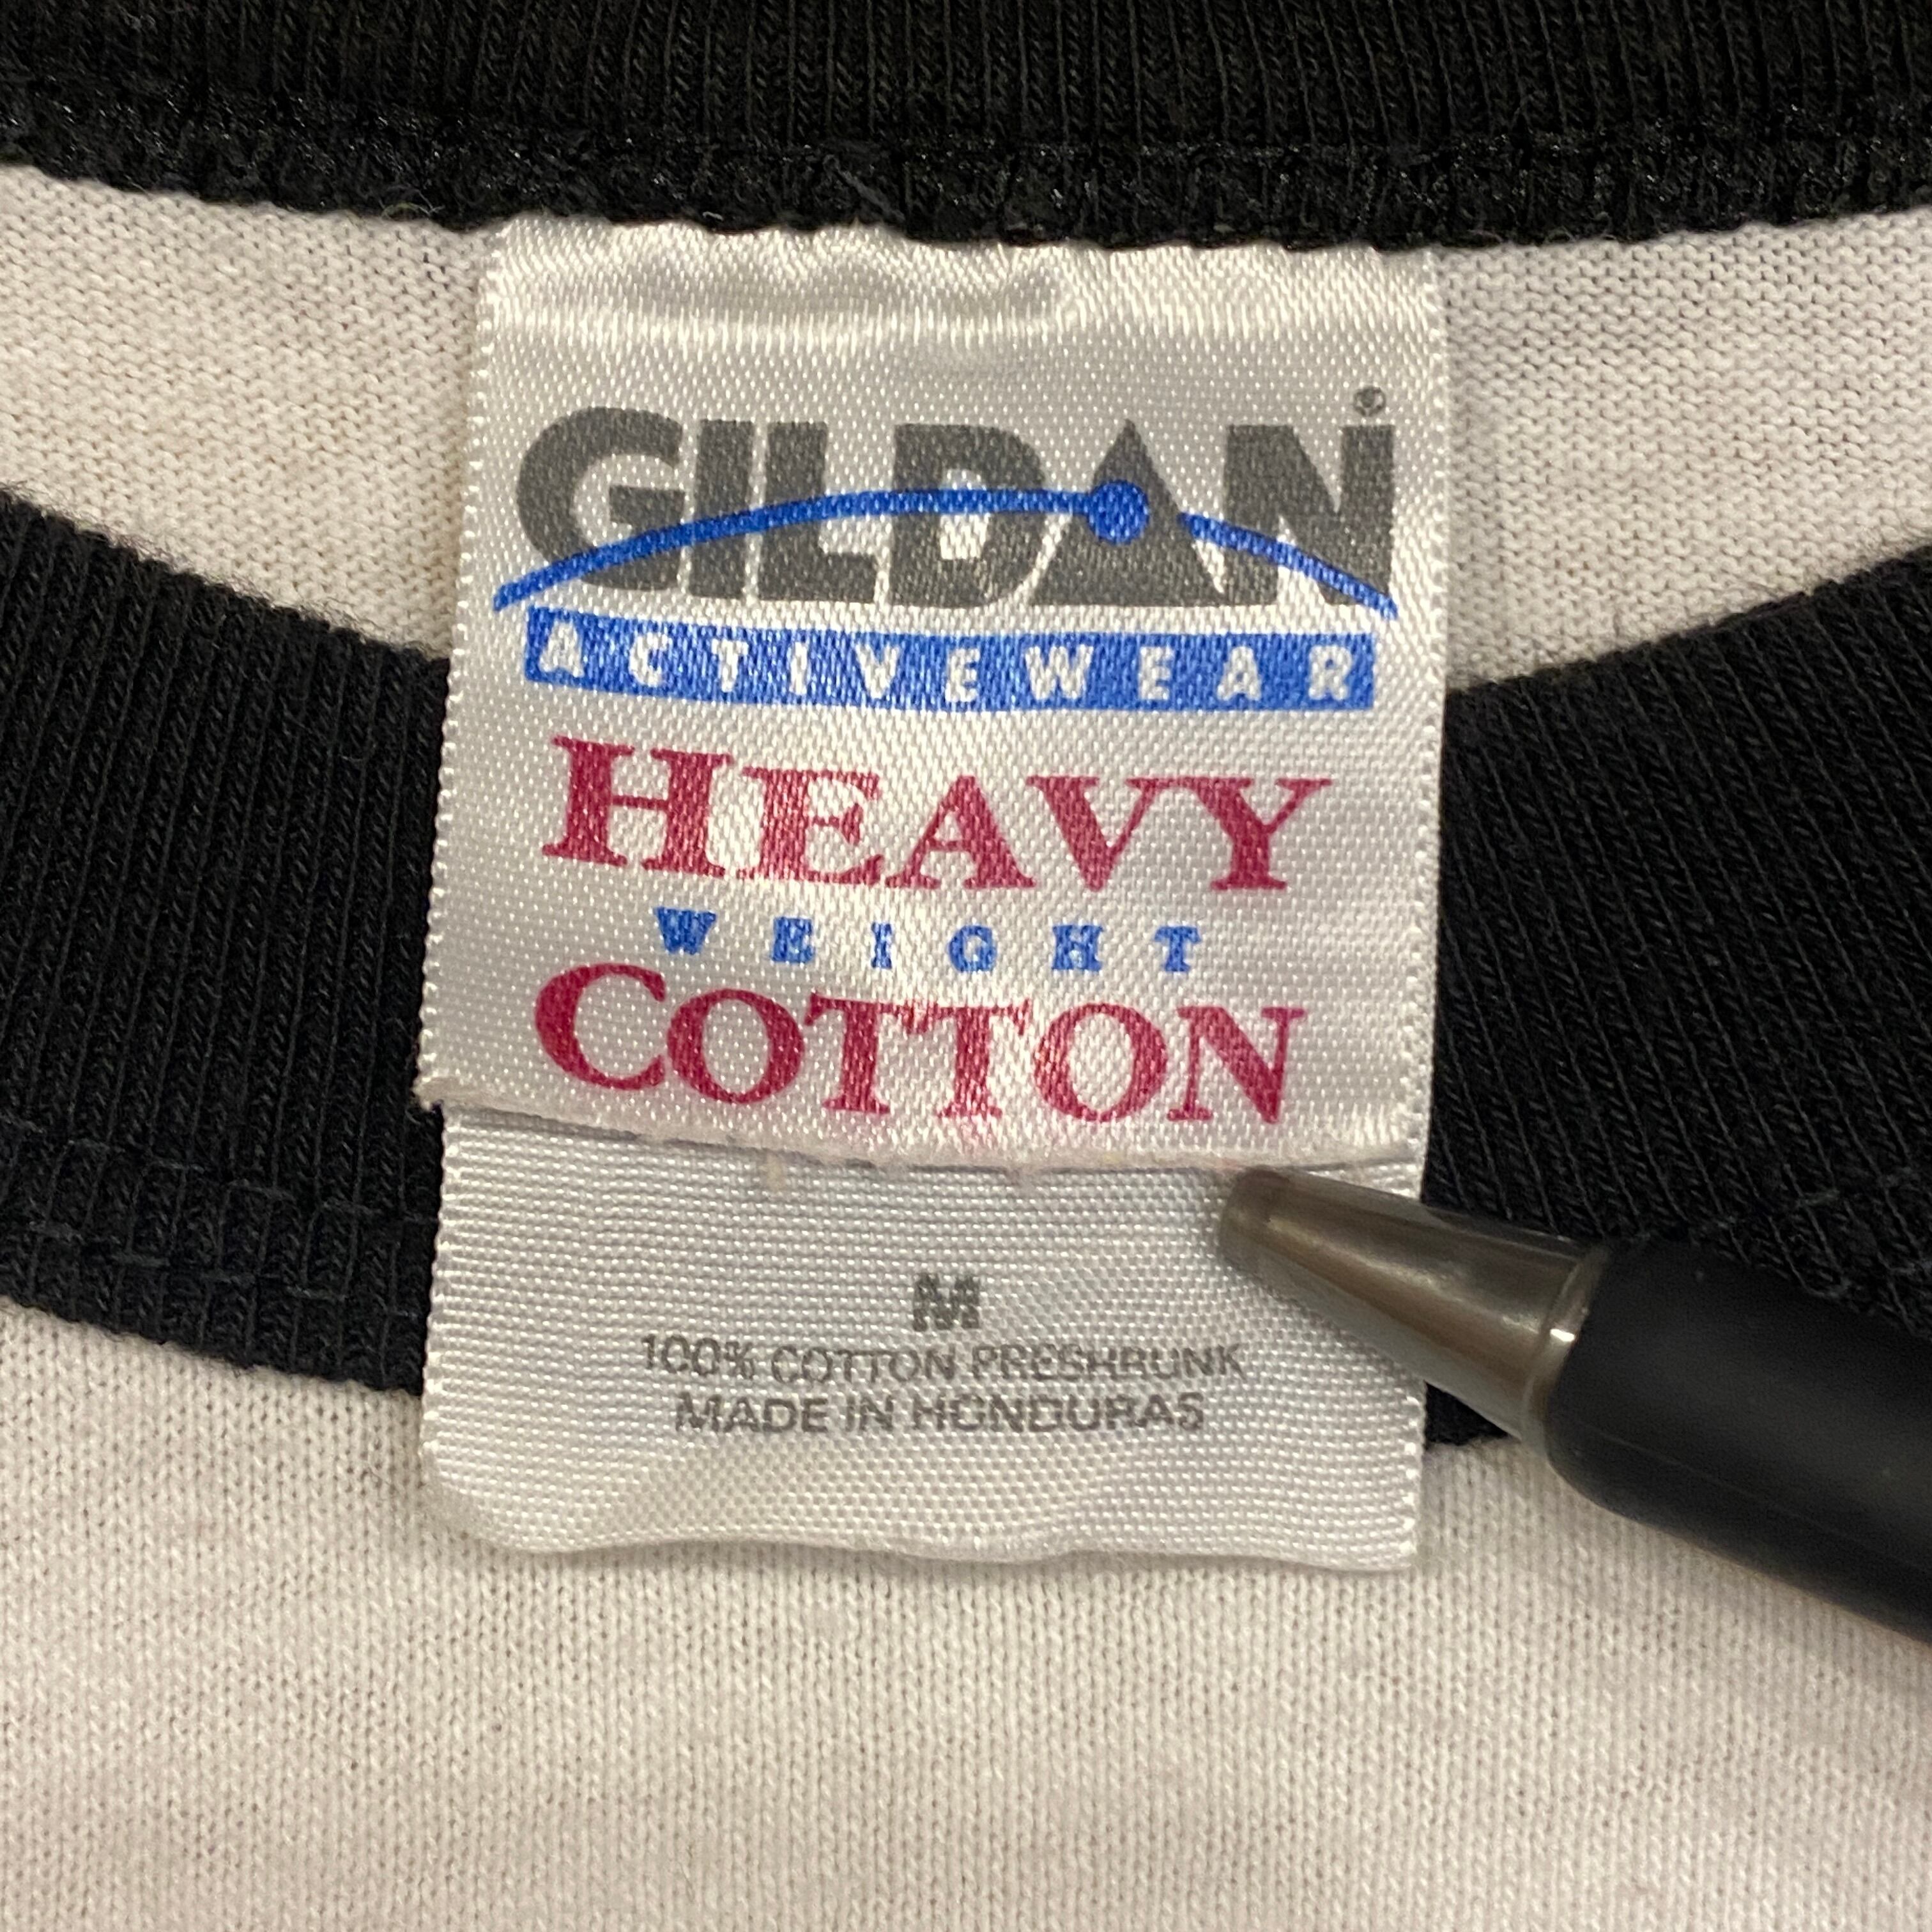 GILDAN®
ACTIVEWEAR
HEAVY
WEIGHT
COTTON
M
100% COTTON PRESHRUNK
MADE IN HONDURAS